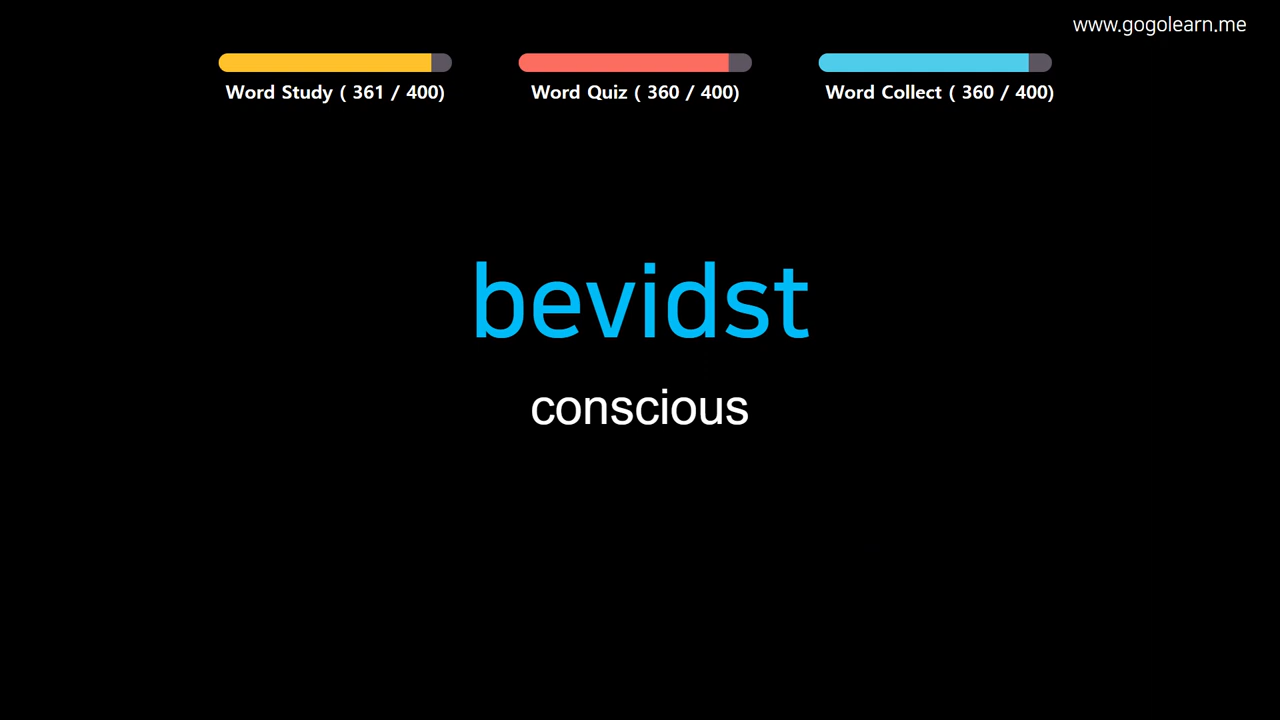 www.gogolearn.me
Word Study ( 361 / 400)
Word Quiz ( 360 / 400)
Word Collect ( 360 / 400)
bevidst
conscious